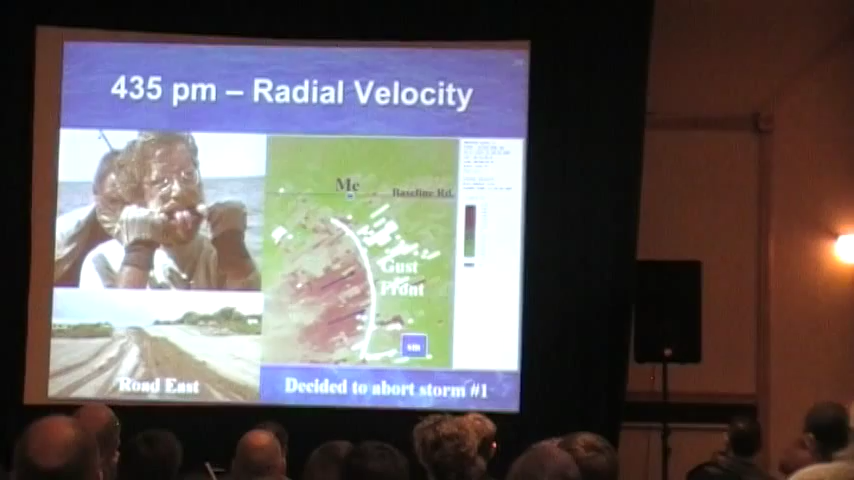 435 pm – Radial Velocity
Me
Baseline Rd.
Gust
Front
Road East
Decided to abort storm #1